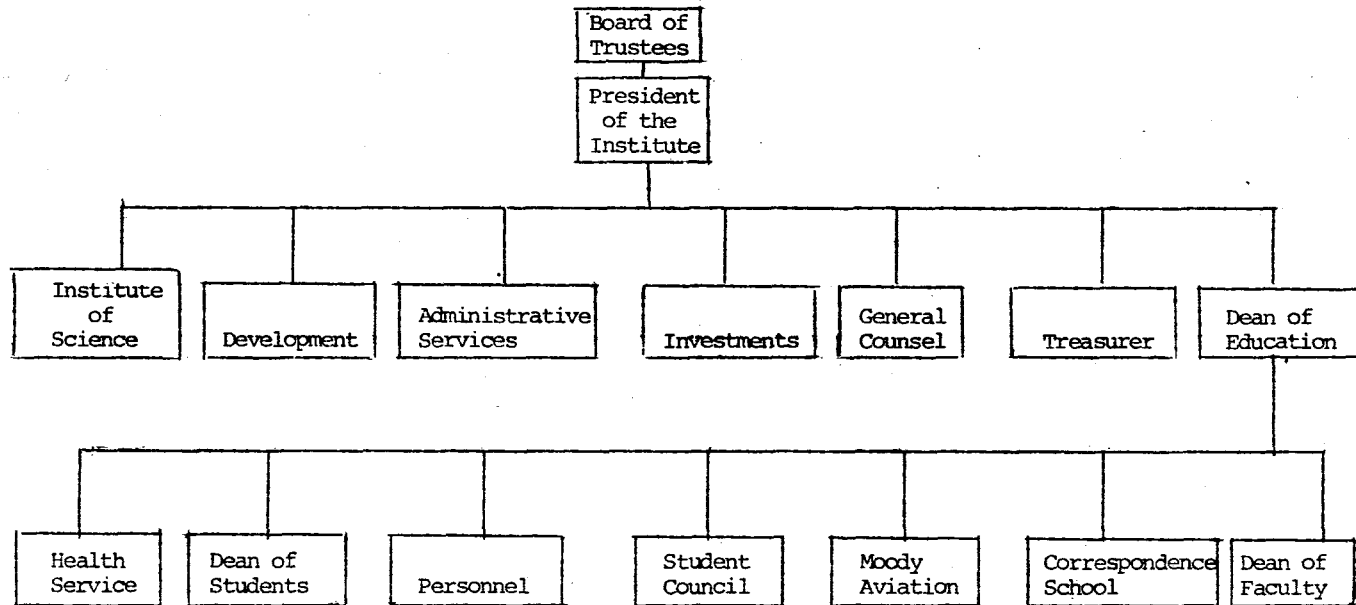 Board of
Trustees
President
of the
Institute
Institute
of
Science
Development
Administrative
Services
Investments
General
Counsel
Treasurer
Dean of
Education
Health
Service
Dean of
Students
Personnel
Student
Council
Moody
Aviation
Correspondence
School
Dean of
Faculty